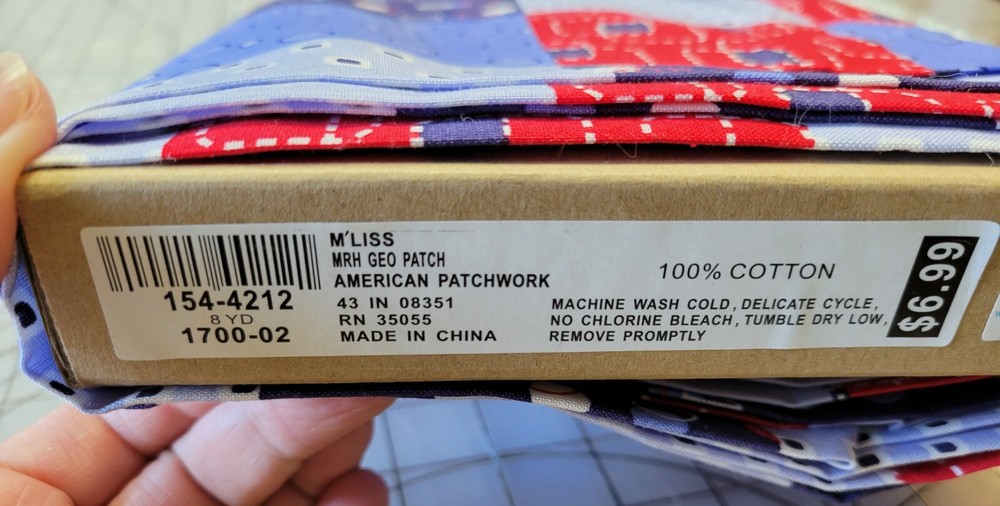 M'LISS
MRH GEO PATCH
AMERICAN PATCHWORK
154-4212
8 YD
1700-02
43 IN 08351
RN 35055
MADE IN CHINA
100% COTTON
MACHINE WASH COLD, DELICATE CYCLE,
NO CHLORINE BLEACH, TUMBLE DRY LOW,
REMOVE PROMPTLY
$9.99